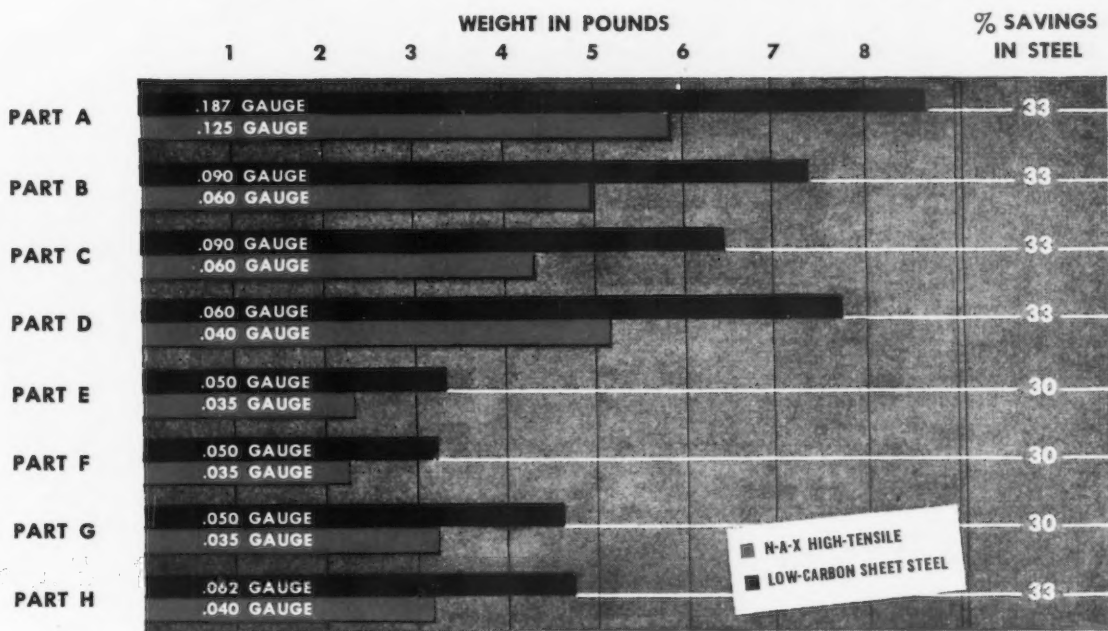 WEIGHT IN POUNDS
% SAVINGS
IN STEEL
1 2 3 4 5 6 7 8
PART A
.187 GAUGE
.125 GAUGE
33
PART B
.090 GAUGE
.060 GAUGE
33
PART C
.090 GAUGE
.060 GAUGE
33
PART D
.060 GAUGE
.040 GAUGE
33
PART E
.050 GAUGE
.035 GAUGE
30
PART F
.050 GAUGE
.035 GAUGE
30
PART G
.050 GAUGE
.035 GAUGE
30
PART H
.062 GAUGE
.040 GAUGE
33
N-A-X HIGH-TENSILE
LOW-CARBON SHEET STEEL